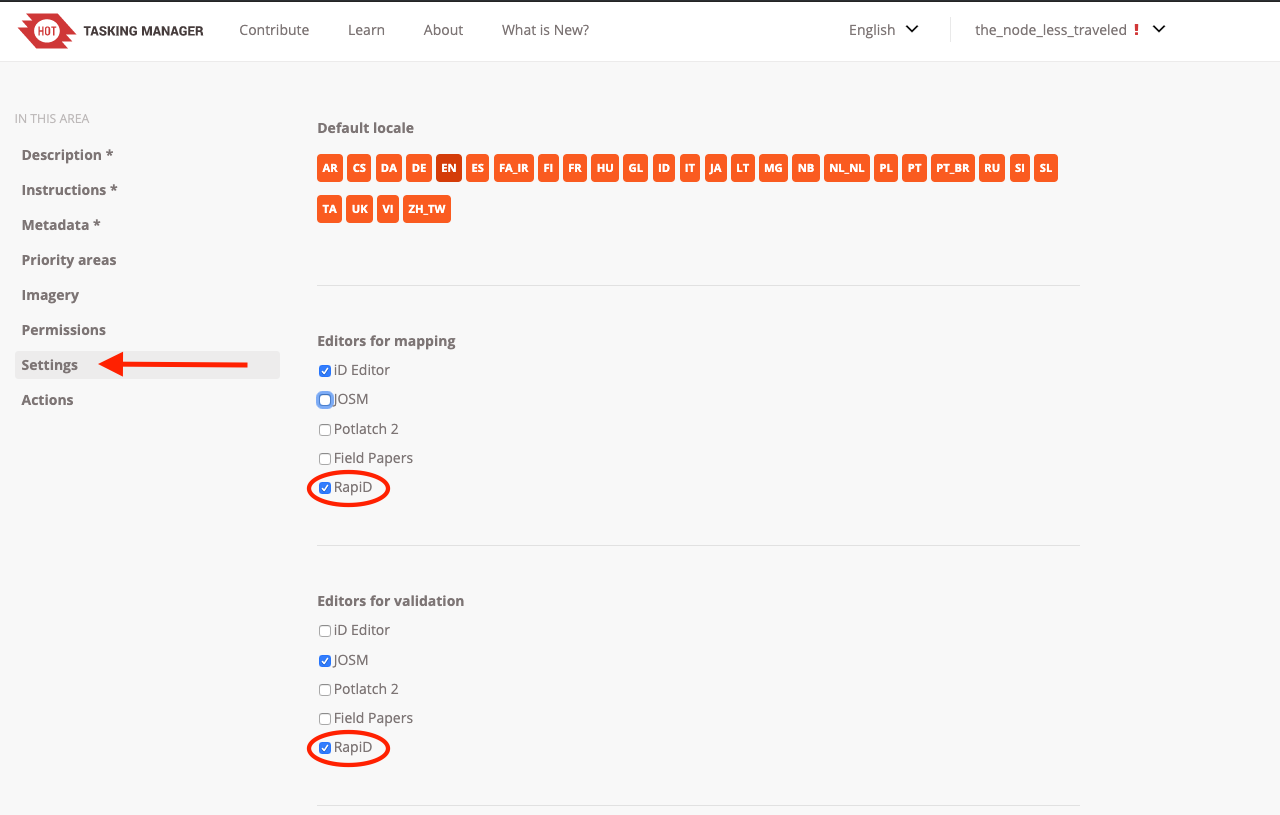 HOT TASKING MANAGER Contribute Learn About What is New? English the_node_less_traveled !
IN THIS AREA
Description *
Instructions *
Metadata *
Priority areas
Imagery
Permissions
Settings
Actions
Default locale
AR CS DA DE EN ES FA_IR FI FR HU GL ID IT JA LT MG NB NL_NL PL PT PT_BR RU SI SL
TA UK VI ZH_TW
Editors for mapping
iD Editor
JOSM
Potlatch 2
Field Papers
RapiD
Editors for validation
iD Editor
JOSM
Potlatch 2
Field Papers
RapiD